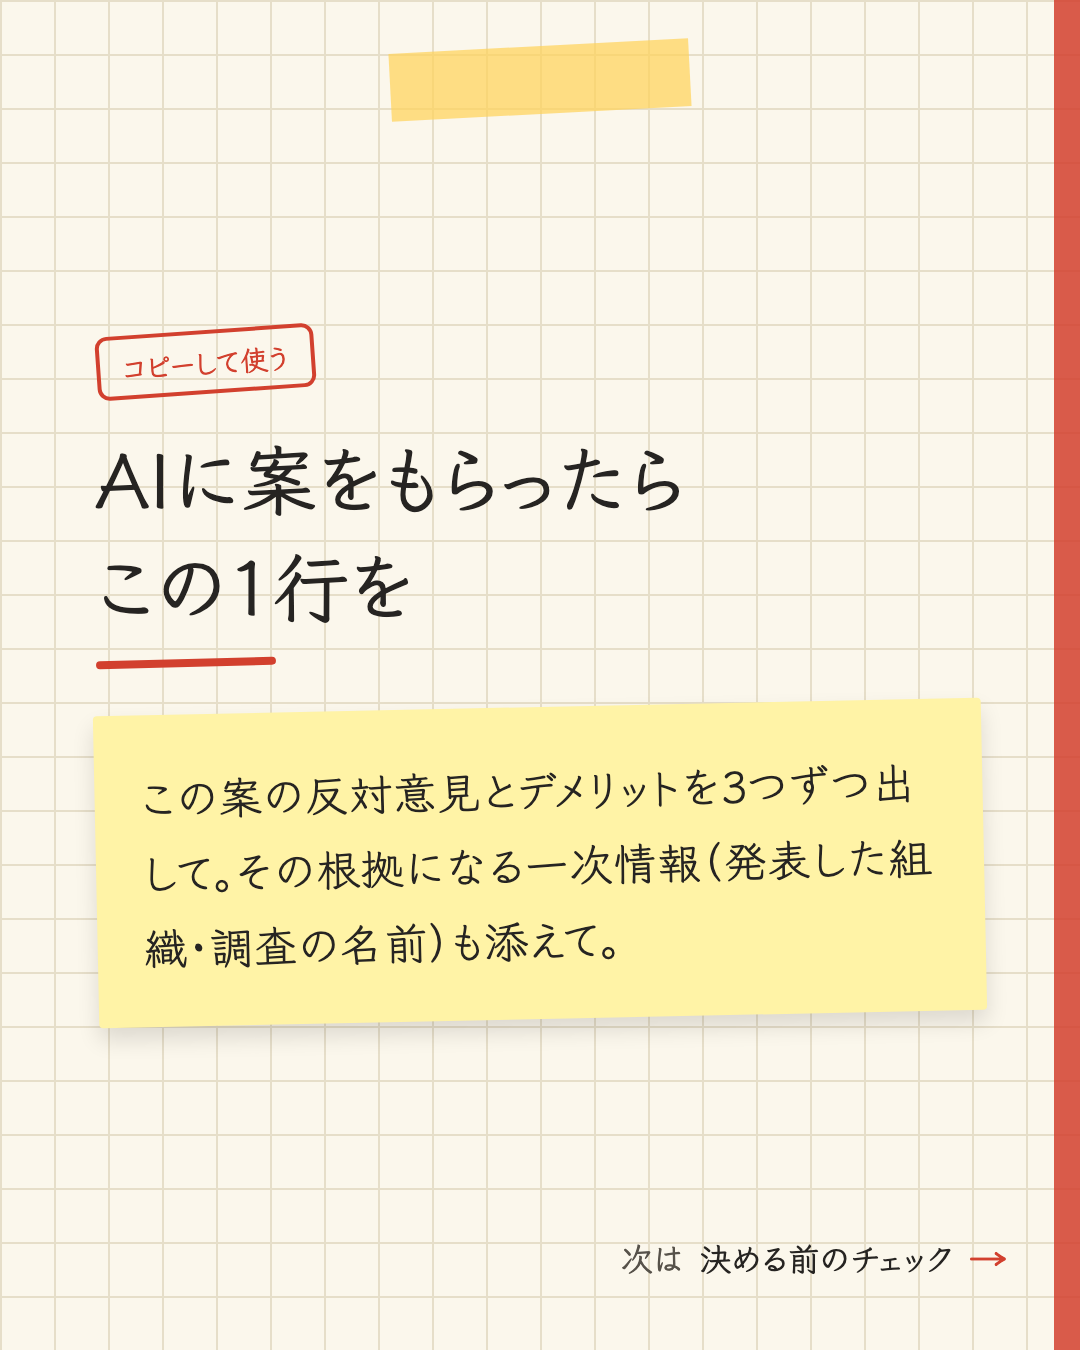 コピーして使う
AIに案をもらったら
この1行を
この案の反対意見とデメリットを3つずつ出
して。その根拠になる一次情報(発表した組
織・調査の名前)も添えて。
次は 決める前のチェック →